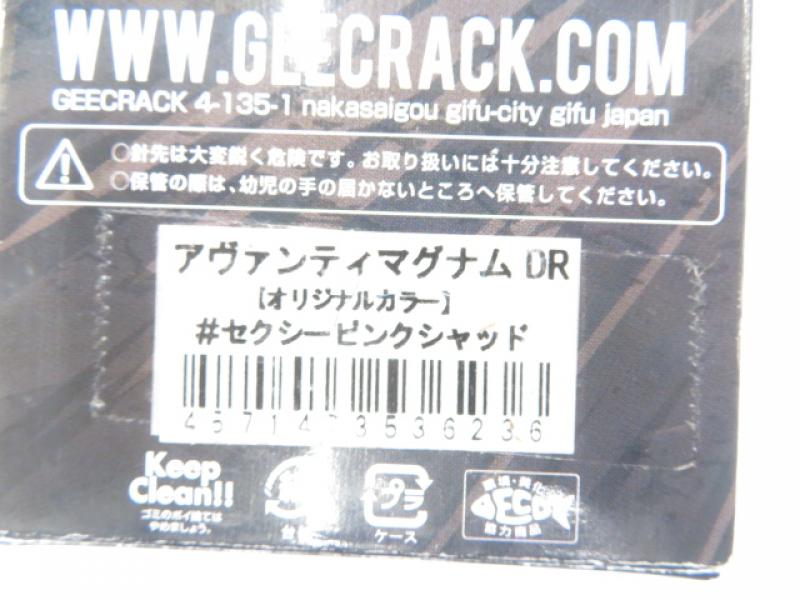 WWW.GEECRACK.COM
GEECRACK 4-135-1 nakasaigou gifu-city gifu japan
○針先は大変鋭く危険です。お取り扱いには十分注意してください。
○保管の際は、幼児の手の届かないところへ保管してください。
アヴァンティマグナム DR
[オリジナルカラー]
#セクシーピンクシャッド
Keep
Clean!!
ゴミのポイ捨ては
やめましょう。
プラ
ケース
ECO
協力商品